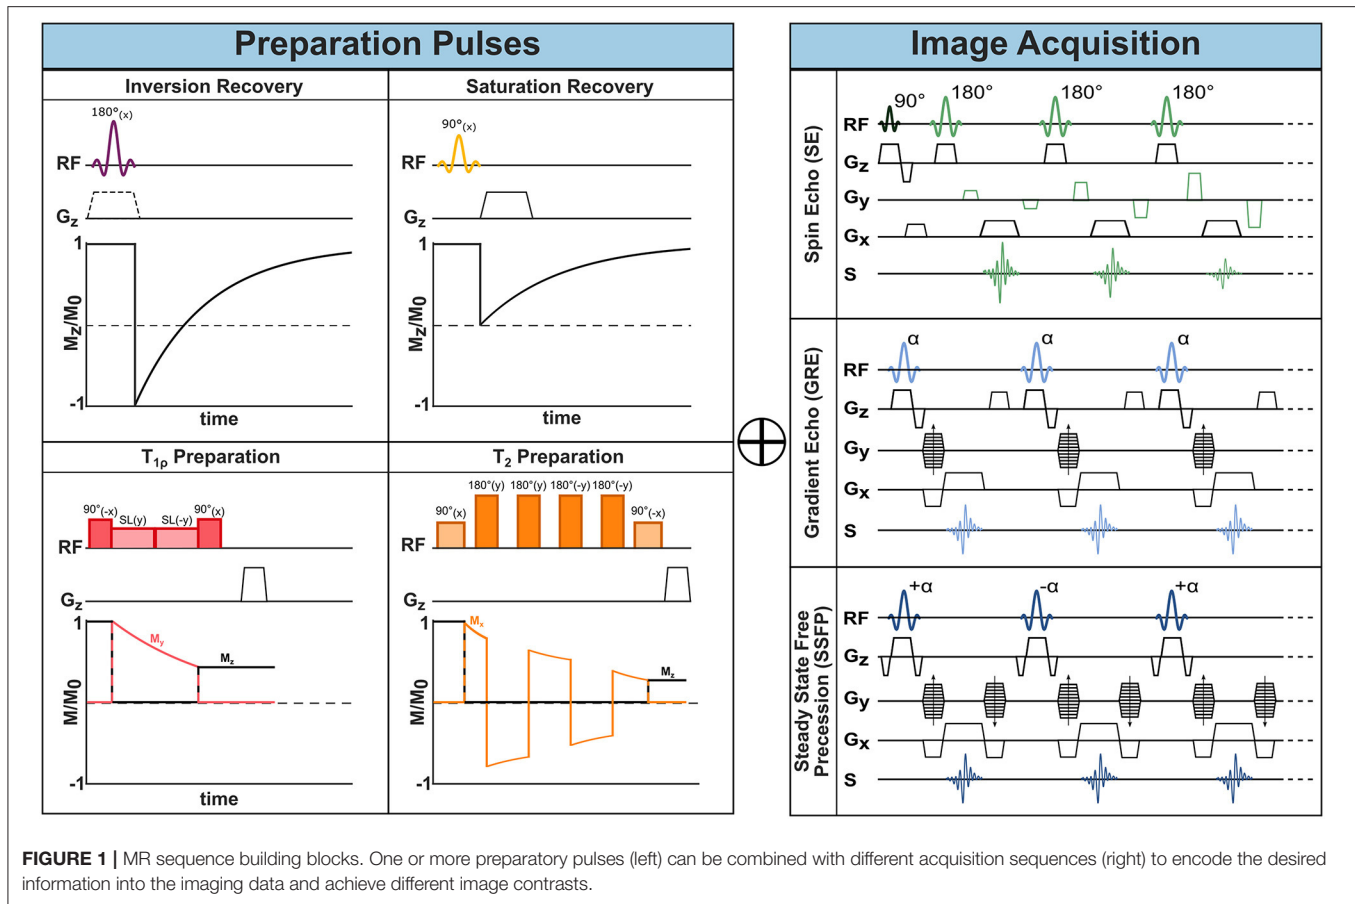 Preparation Pulses
Inversion Recovery
180°(x)
RF
Gz
1
Mz/M0
-1
time
Saturation Recovery
90°(x)
RF
Gz
1
Mz/M0
-1
time
T1ρ Preparation
90°(-x) SL(y) SL(-y) 90°(x)
RF
Gz
1
My
Mz
M/M0
-1
time
T2 Preparation
90°(x) 180°(y) 180°(y) 180°(-y) 180°(-y) 90°(-x)
RF
Gz
1
Mx
Mz
M/M0
-1
time
Image Acquisition
Spin Echo (SE)
90° 180° 180° 180°
RF
Gz
Gy
Gx
S
Gradient Echo (GRE)
α α α
RF
Gz
Gy
Gx
S
Steady State Free
Precession (SSFP)
+α -α +α
RF
Gz
Gy
Gx
S
FIGURE 1 | MR sequence building blocks. One or more preparatory pulses (left) can be combined with different acquisition sequences (right) to encode the desired
information into the imaging data and achieve different image contrasts.